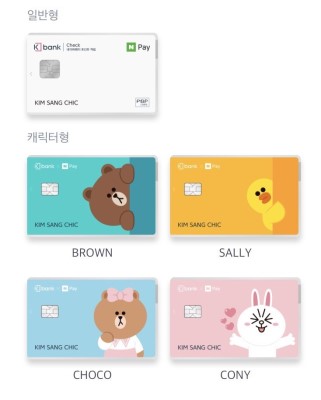 일반형
K bank Check
N Pay
KIM SANG CHIC
캐릭터형
K bank N Pay
KIM SANG CHIC
BROWN
K bank N Pay
KIM SANG CHIC
SALLY
K bank N Pay
KIM SANG CHIC
CHOCO
K bank N Pay
KIM SANG CHIC
CONY